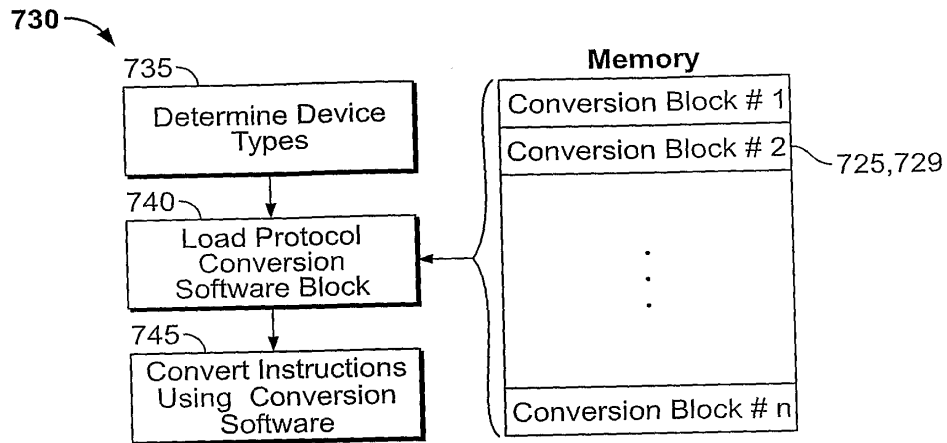 730
735
Determine Device
Types
740
Load Protocol
Conversion
Software Block
745
Convert Instructions
Using Conversion
Software
Memory
Conversion Block # 1
Conversion Block # 2
725,729
Conversion Block # n